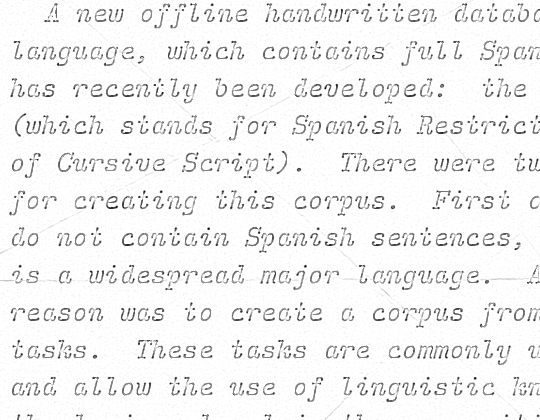 A new offline handwritten datab
language, which contains full Span
has recently been developed: the
(which stands for Spanish Restrict
of Cursive Script). There were tw
for creating this corpus. First
do not contain Spanish sentences,
is a widespread major language.
reason was to create a corpus from
tasks. These tasks are commonly
and allow the use of linguistic kn